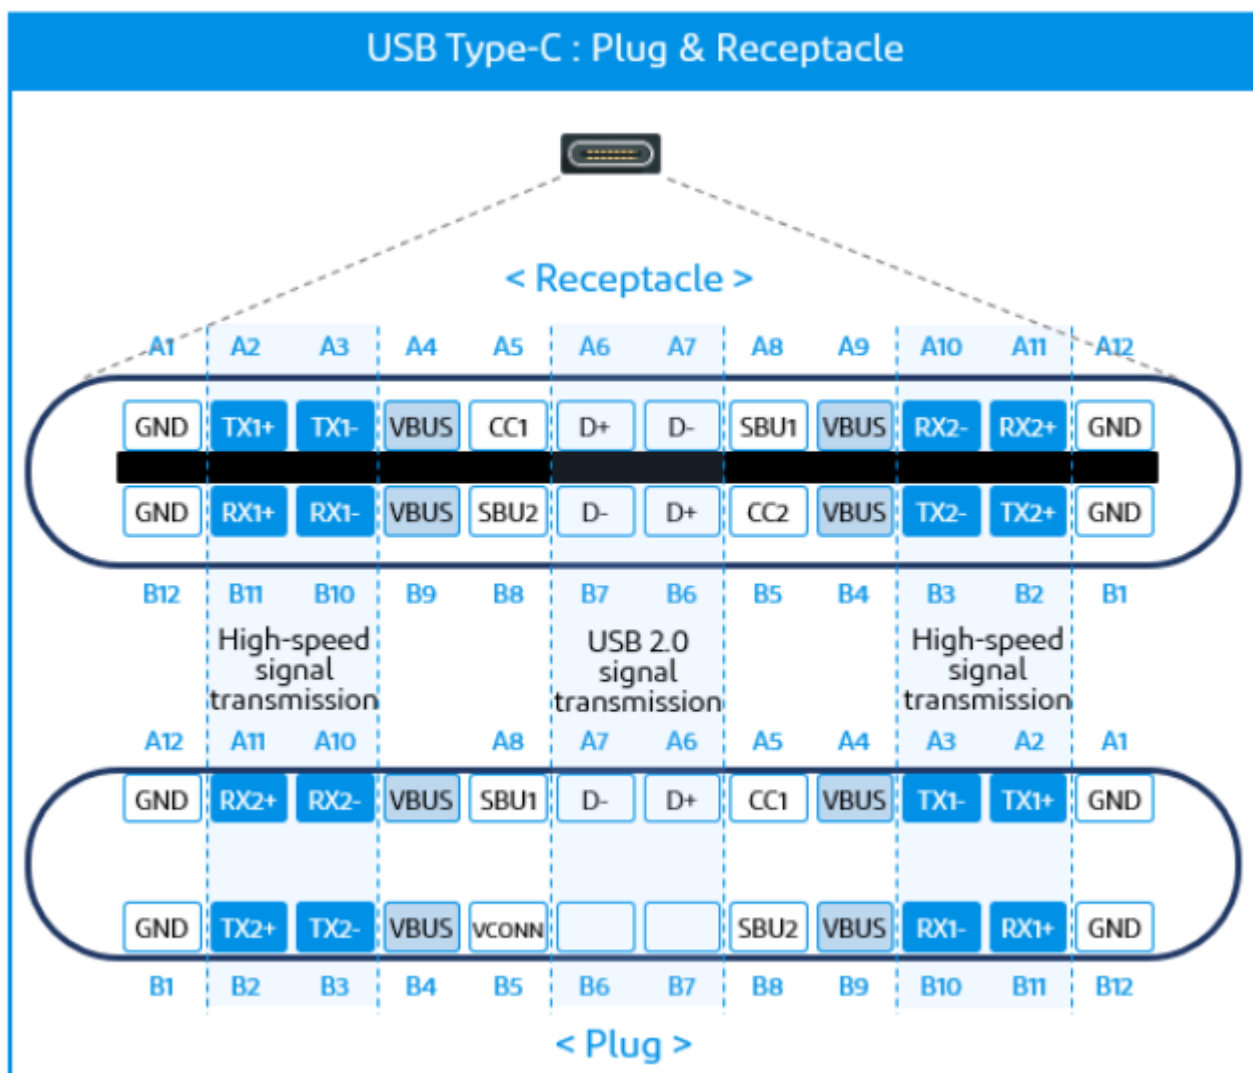 USB Type-C : Plug & Receptacle
< Receptacle >
A1 A2 A3 A4 A5 A6 A7 A8 A9 A10 A11 A12
GND TX1+ TX1- VBUS CC1 D+ D- SBU1 VBUS RX2- RX2+ GND
GND RX1+ RX1- VBUS SBU2 D- D+ CC2 VBUS TX2- TX2+ GND
B12 B11 B10 B9 B8 B7 B6 B5 B4 B3 B2 B1
High-speed
signal
transmission
USB 2.0
signal
transmission
High-speed
signal
transmission
A12 A11 A10 A8 A7 A6 A5 A4 A3 A2 A1
GND RX2+ RX2- VBUS SBU1 D- D+ CC1 VBUS TX1- TX1+ GND
GND TX2+ TX2- VBUS VCONN SBU2 VBUS RX1- RX1+ GND
B1 B2 B3 B4 B5 B6 B7 B8 B9 B10 B11 B12
< Plug >